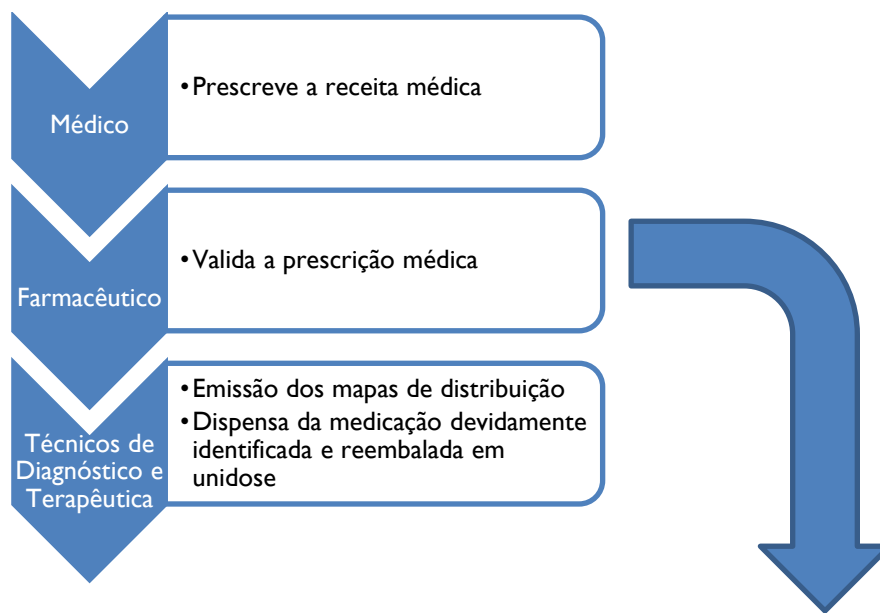 Médico
•Prescreve a receita médica
Farmacêutico
•Valida a prescrição médica
Técnicos de
Diagnóstico e
Terapêutica
•Emissão dos mapas de distribuição
•Dispensa da medicação devidamente
identificada e reembalada em
unidose